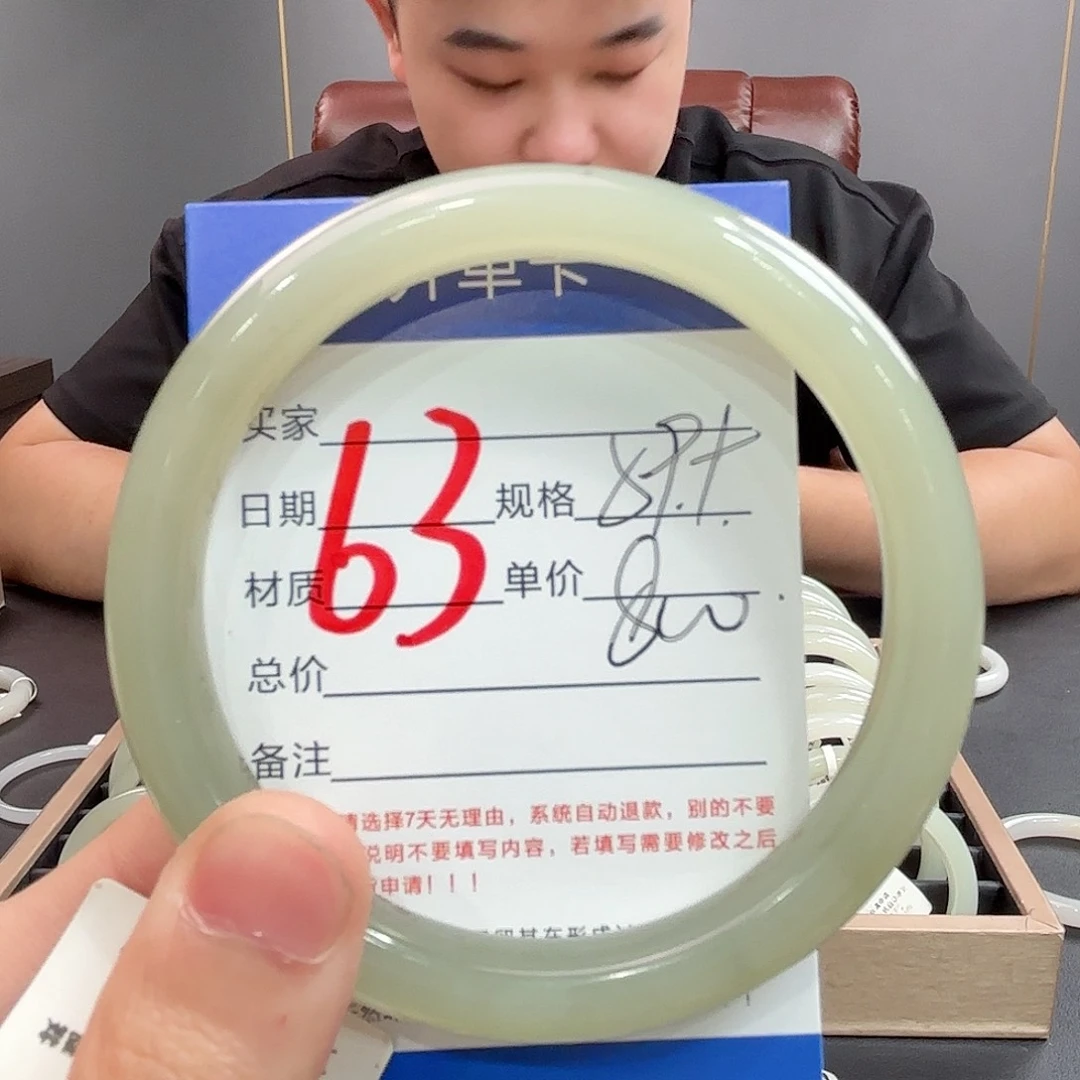 开单卡
买家
63
日期 规格 58.1
材质 单价 800
总价
备注
请选择7天无理由，系统自动退款，别的不要
说明不要填写内容，若填写需要修改之后
申请！！！